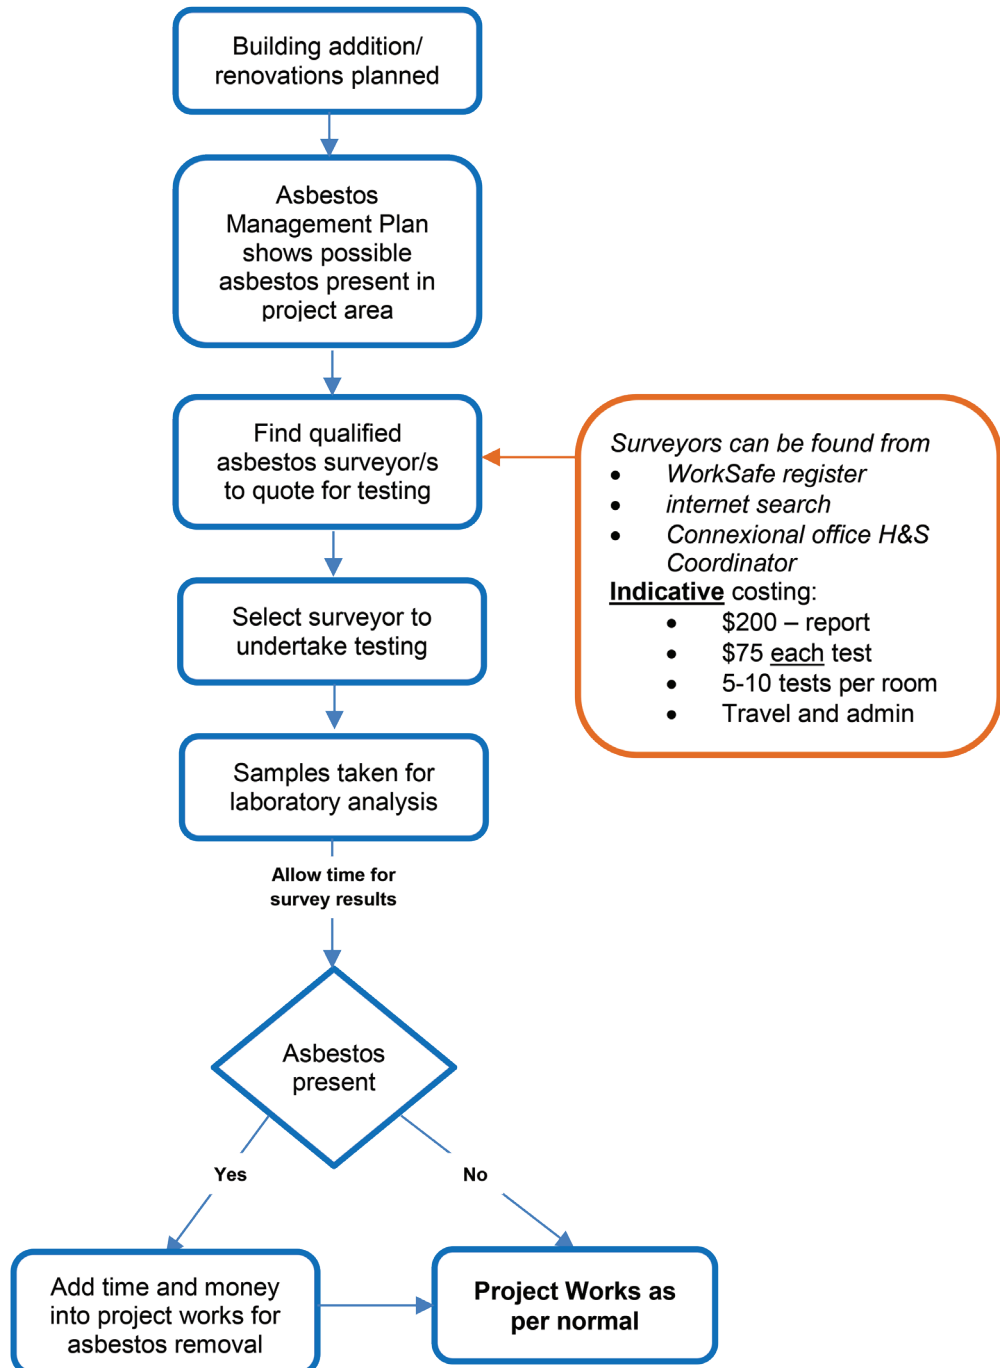 Building addition/
renovations planned
Asbestos
Management Plan
shows possible
asbestos present in
project area
Find qualified
asbestos surveyor/s
to quote for testing
Surveyors can be found from
• WorkSafe register
• internet search
• Connexional office H&S
Coordinator
Indicative costing:
• $200 – report
• $75 each test
• 5-10 tests per room
• Travel and admin
Select surveyor to
undertake testing
Samples taken for
laboratory analysis
Allow time for
survey results
Asbestos
present
Yes
No
Add time and money
into project works for
asbestos removal
Project Works as
per normal